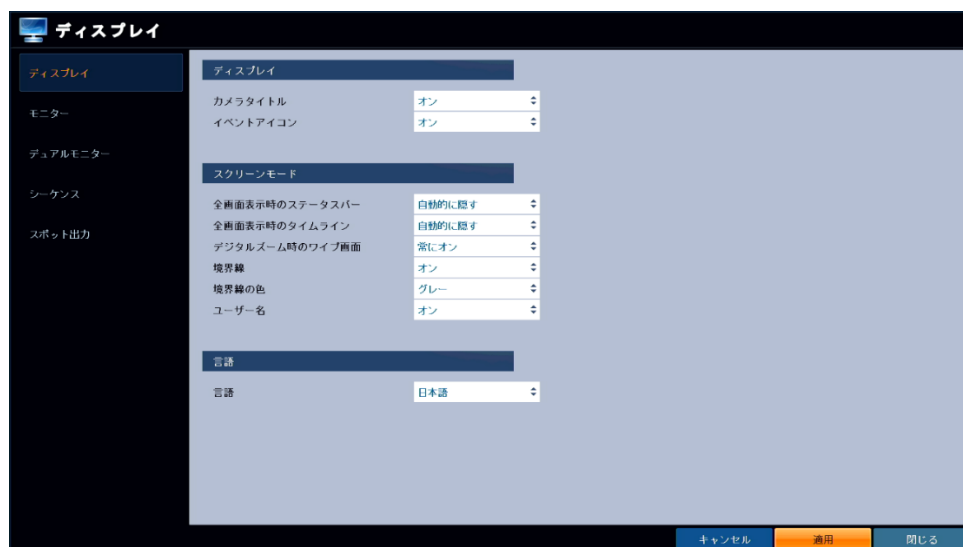 ディスプレイ
ディスプレイ
モニター
デュアルモニター
シーケンス
スポット出力
ディスプレイ
カメラタイトル オン
イベントアイコン オン
スクリーンモード
全画面表示時のステータスバー 自動的に隠す
全画面表示時のタイムライン 自動的に隠す
デジタルズーム時のワイプ画面 常にオン
境界線 オン
境界線の色 グレー
ユーザー名 オン
言語
言語 日本語
キャンセル 適用 閉じる